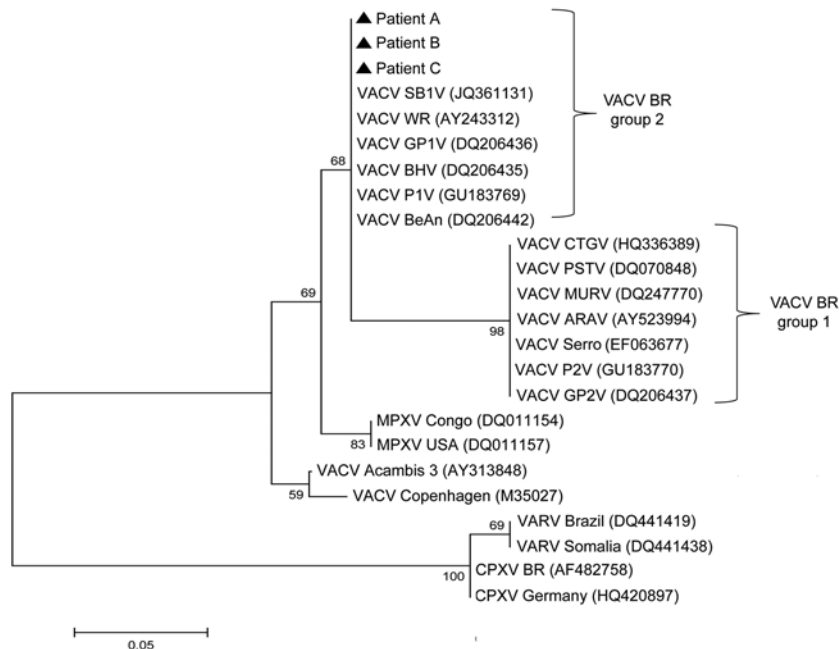 ▲ Patient A
▲ Patient B
▲ Patient C
VACV SB1V (JQ361131)
VACV WR (AY243312)
VACV GP1V (DQ206436)
VACV BHV (DQ206435)
VACV P1V (GU183769)
VACV BeAn (DQ206442)
VACV BR
group 2
68
VACV CTGV (HQ336389)
VACV PSTV (DQ070848)
VACV MURV (DQ247770)
VACV ARAV (AY523994)
VACV Serro (EF063677)
VACV P2V (GU183770)
VACV GP2V (DQ206437)
VACV BR
group 1
69
98
MPXV Congo (DQ011154)
MPXV USA (DQ011157)
83
VACV Acambis 3 (AY313848)
VACV Copenhagen (M35027)
59
VARV Brazil (DQ441419)
VARV Somalia (DQ441438)
69
CPXV BR (AF482758)
CPXV Germany (HQ420897)
100
0.05